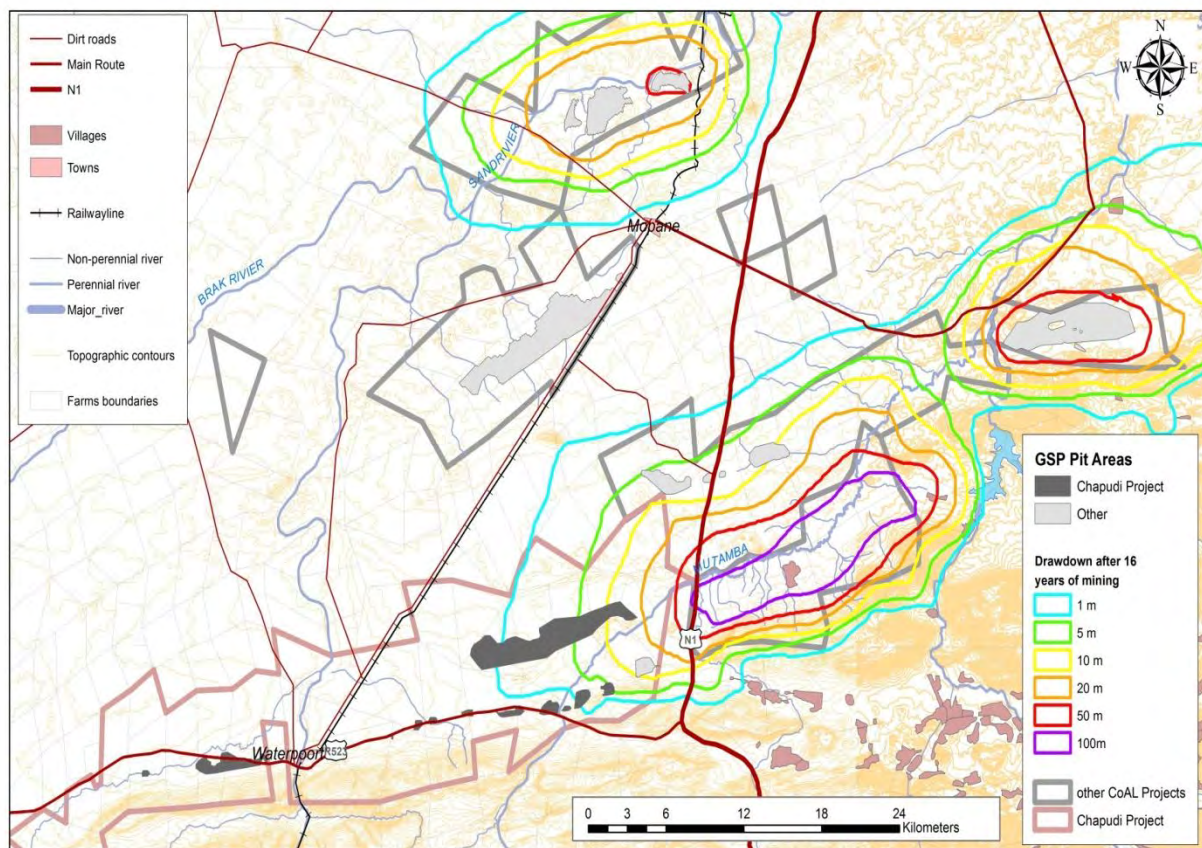 Dirt roads
Main Route
N1
Villages
Towns
Railwayline
Non-perennial river
Perennial river
Major_river
Topographic contours
Farms boundaries
N
W E
S
SANDRIVIER
Mopane
BRAK RIVIER
MUTAMBA
N1
Waterpoort
R523
GSP Pit Areas
Chapudi Project
Other
Drawdown after 16
years of mining
1 m
5 m
10 m
20 m
50 m
100m
other CoAL Projects
Chapudi Project
0 3 6 12 18 24
Kilometers